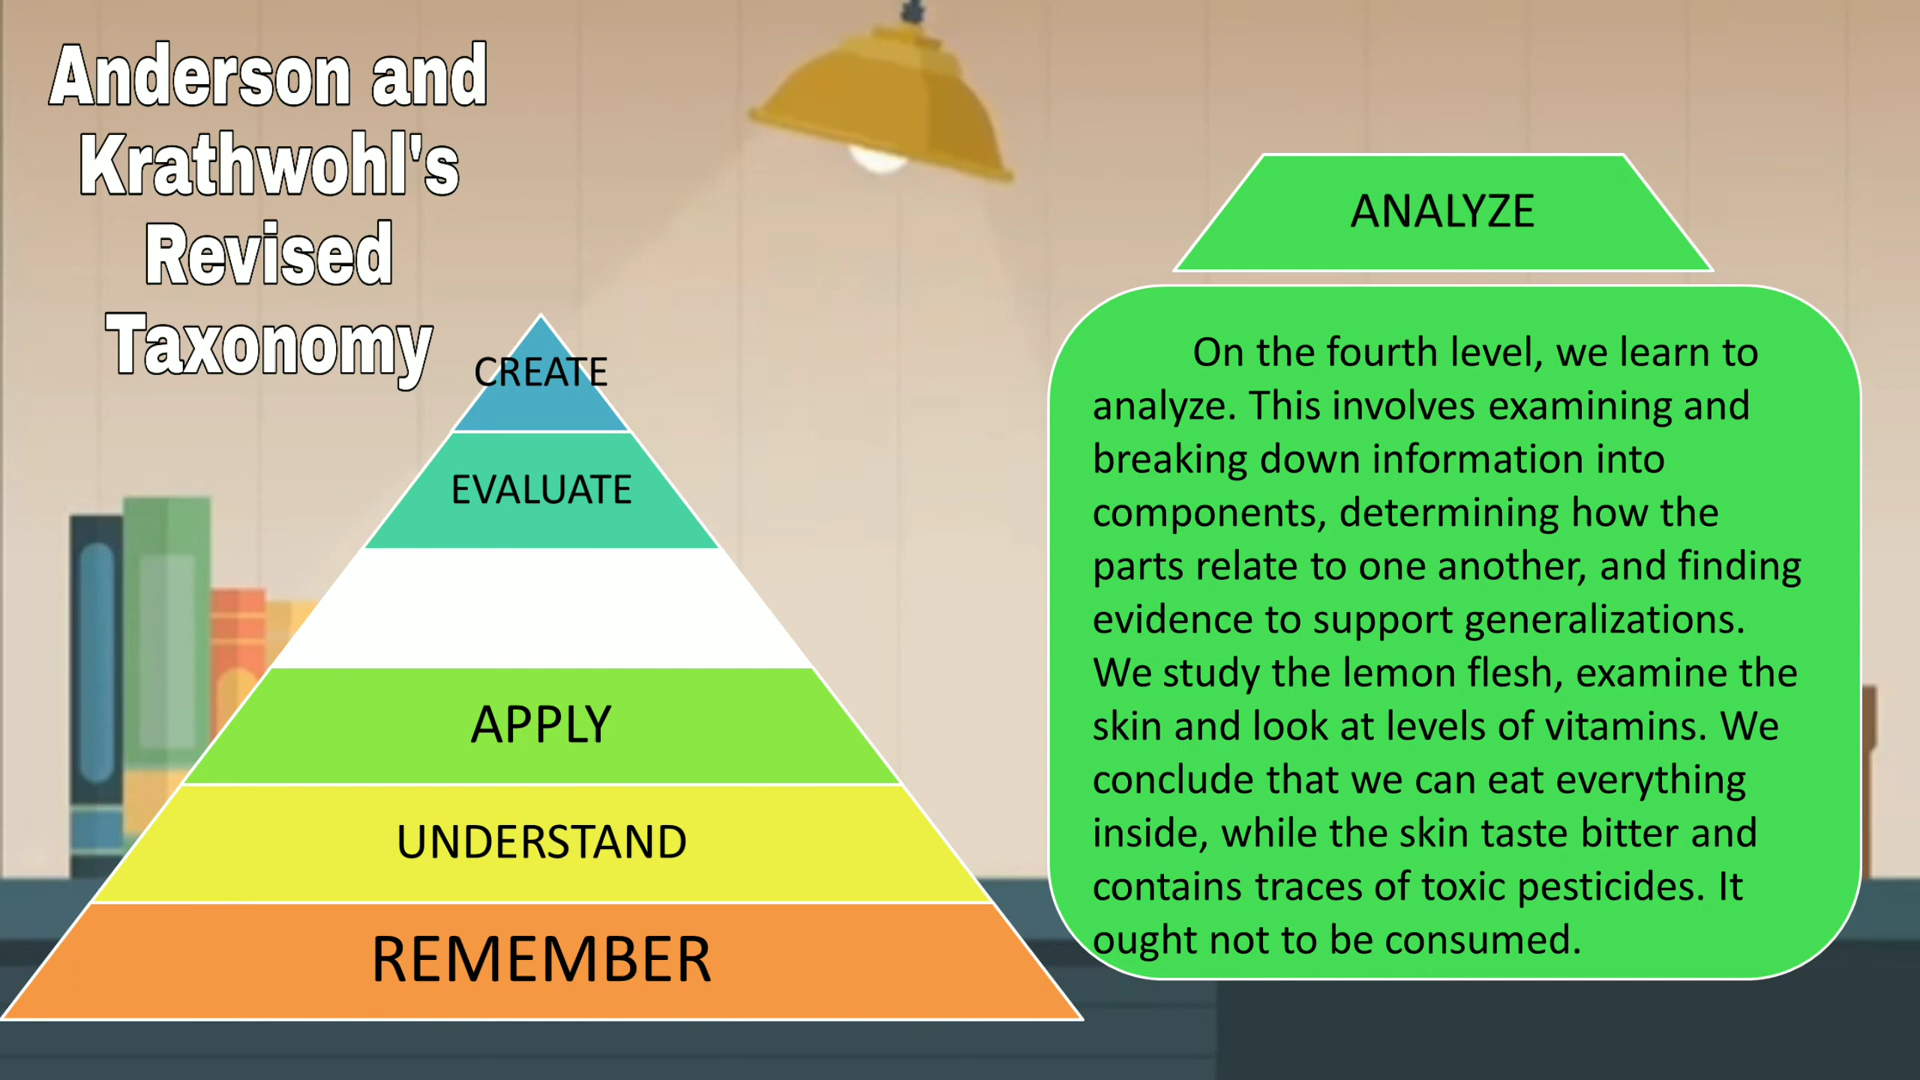 Anderson and
Krathwohl's
Revised
Taxonomy
CREATE
EVALUATE
APPLY
UNDERSTAND
REMEMBER
ANALYZE
On the fourth level, we learn to
analyze. This involves examining and
breaking down information into
components, determining how the
parts relate to one another, and finding
evidence to support generalizations.
We study the lemon flesh, examine the
skin and look at levels of vitamins. We
conclude that we can eat everything
inside, while the skin taste bitter and
contains traces of toxic pesticides. It
ought not to be consumed.